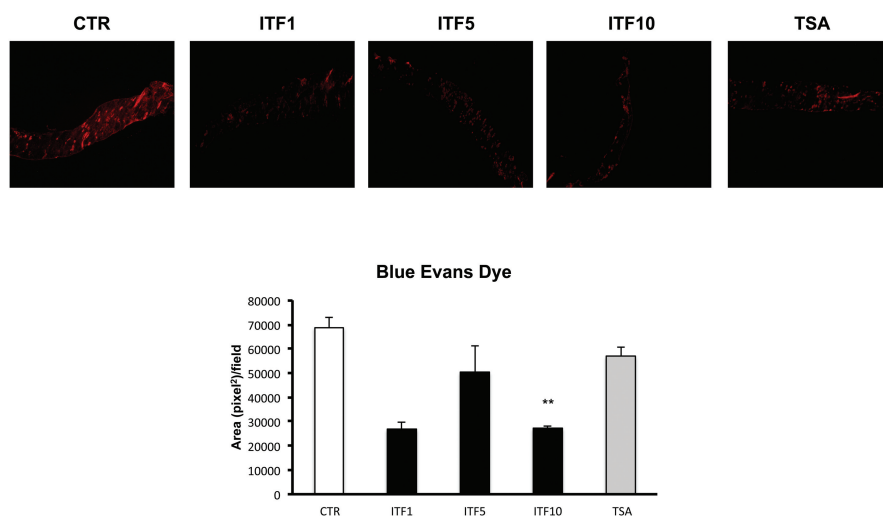 CTR ITF1 ITF5 ITF10 TSA
Blue Evans Dye
Area (pixel²)/field
80000
70000
60000
50000
40000
30000
20000
10000
0
**
CTR ITF1 ITF5 ITF10 TSA